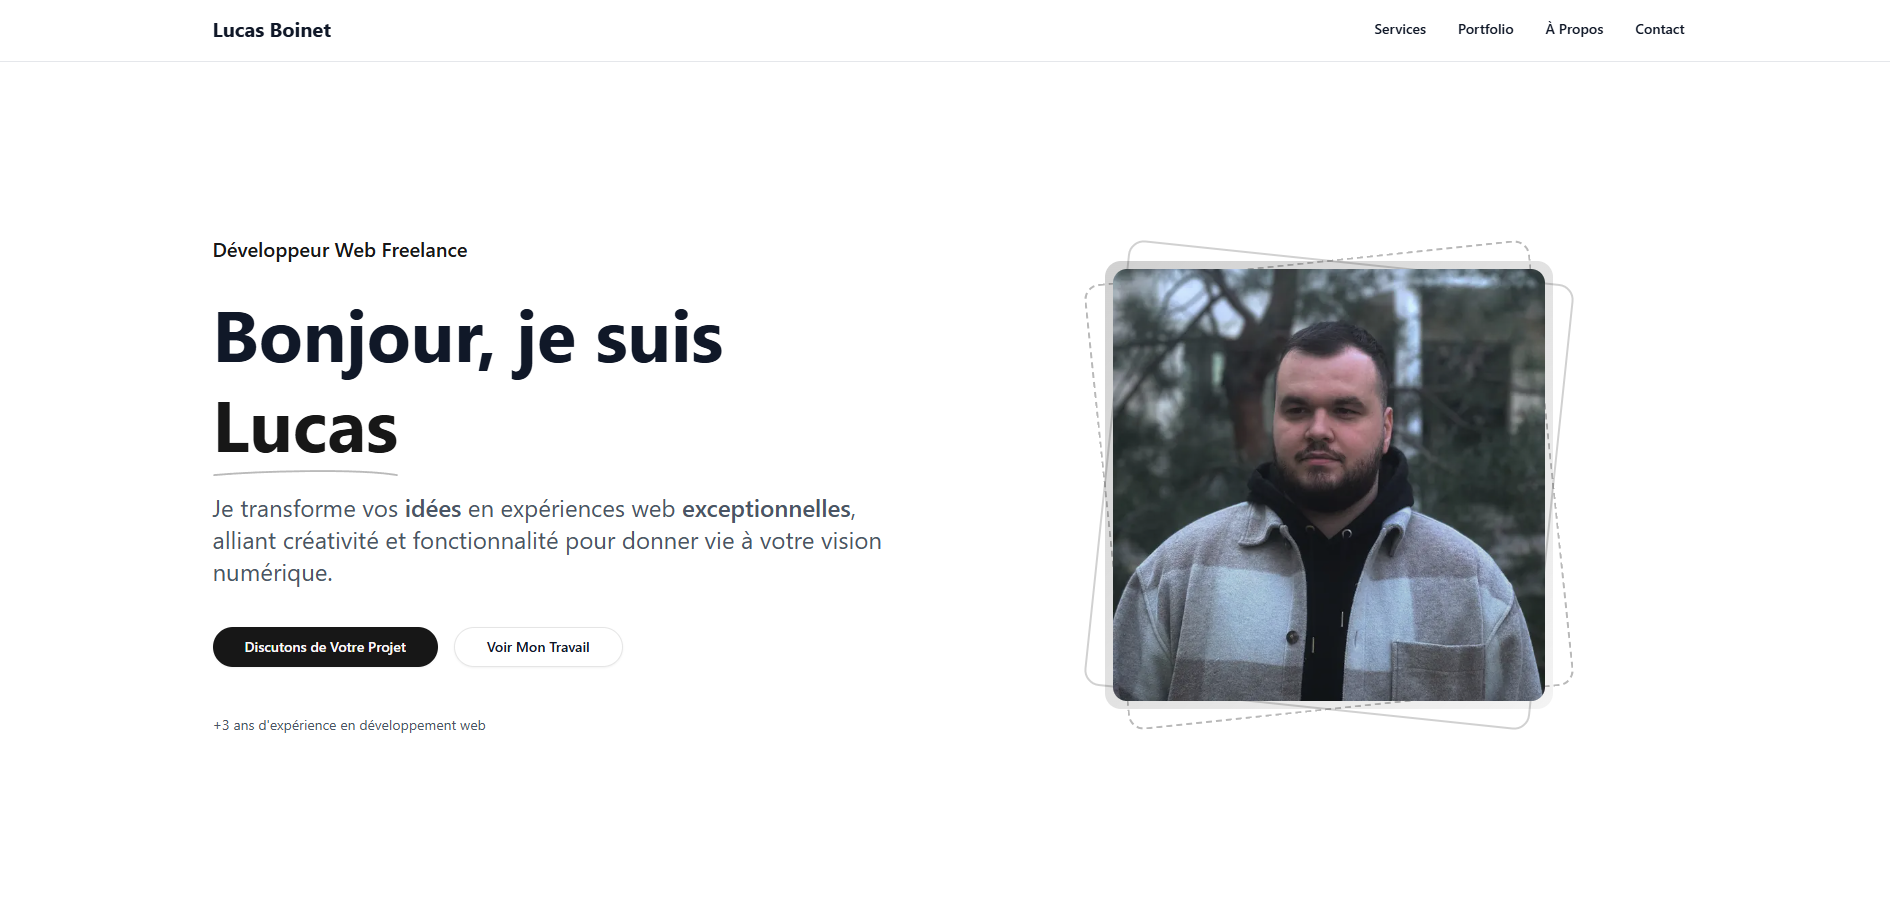 Lucas Boinet
Services
Portfolio
À Propos
Contact
Développeur Web Freelance
Bonjour, je suis
Lucas
Je transforme vos idées en expériences web exceptionnelles,
alliant créativité et fonctionnalité pour donner vie à votre vision
numérique.
Discutons de Votre Projet
Voir Mon Travail
+3 ans d'expérience en développement web